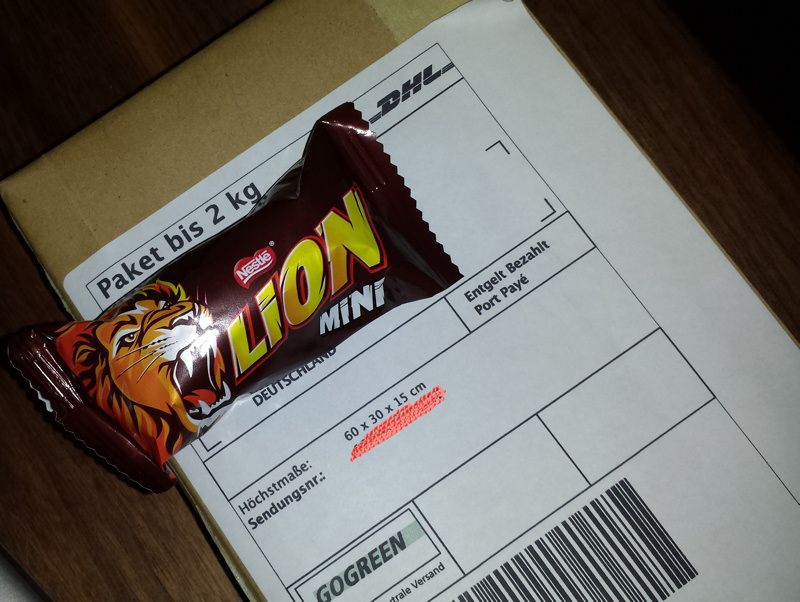 DHL
Paket bis 2 kg
Nestlé®
LION
MINI
Entgelt Bezahlt
Port Payé
DEUTSCHLAND
60 x 30 x 15 cm
Höchstmaße:
Sendungsnr.:
GOGREEN
Versand